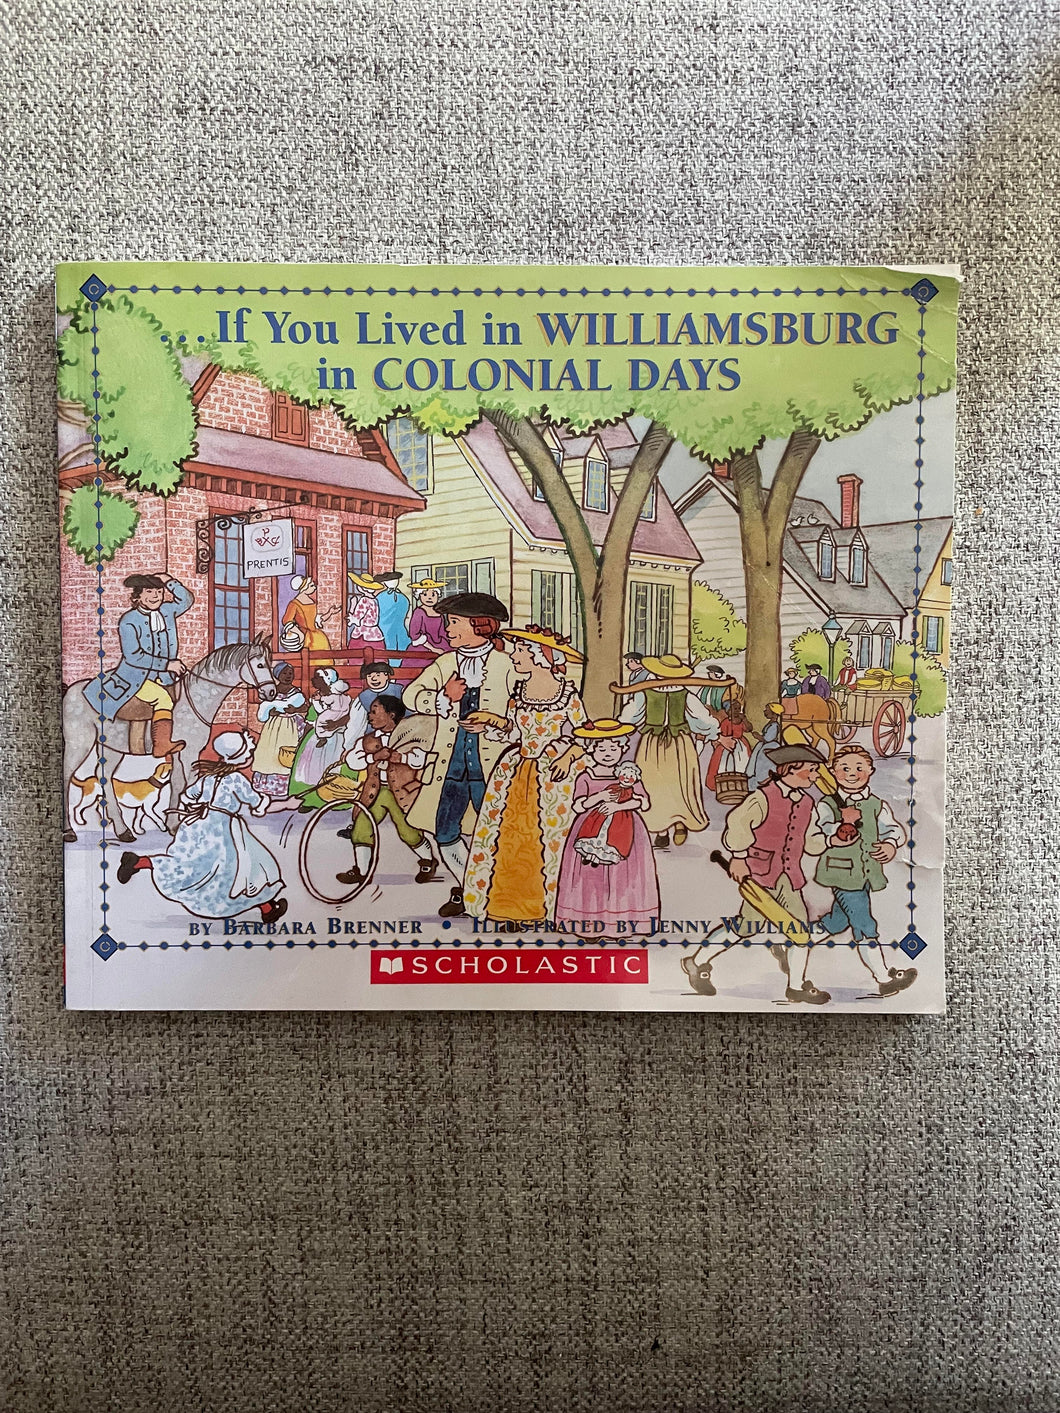 ...If You Lived in WILLIAMSBURG
in COLONIAL DAYS
PRENTIS
BY BARBARA BRENNER • ILLUSTRATED BY JENNY WILLIAMS
SCHOLASTIC